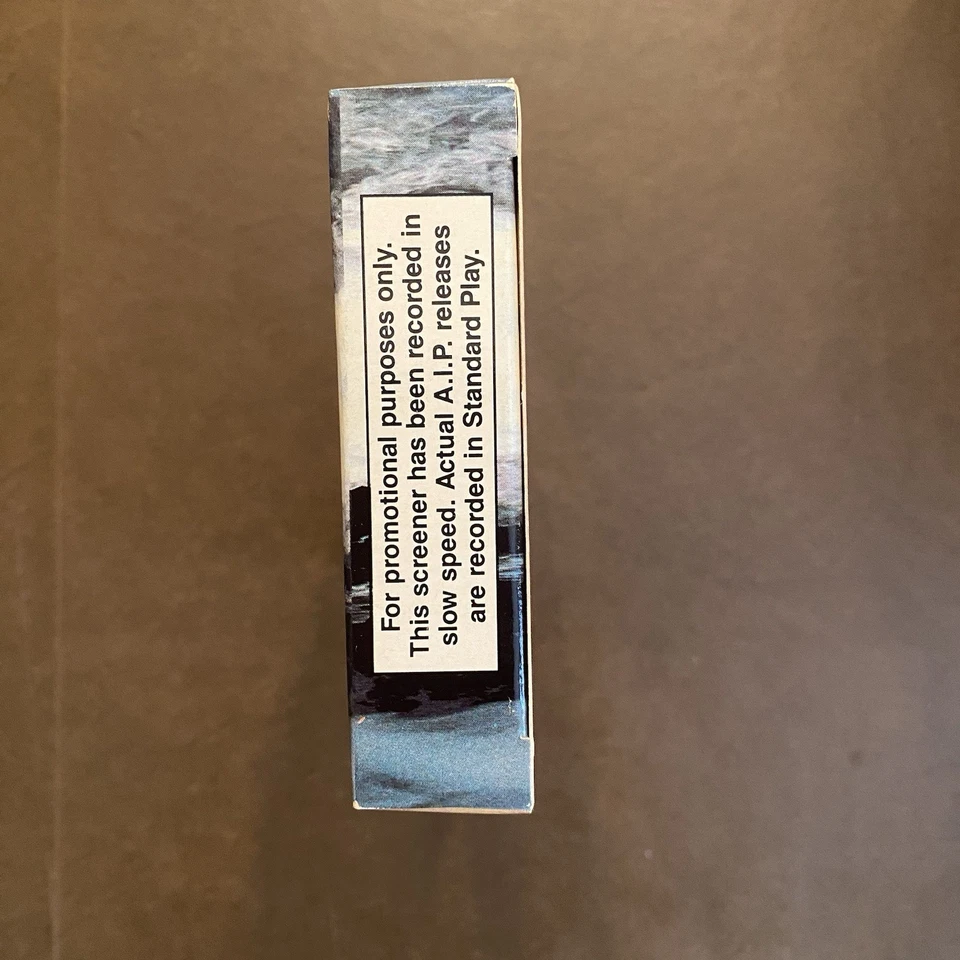 For promotional purposes only.
This screener has been recorded in
slow speed. Actual A.I.P. releases
are recorded in Standard Play.